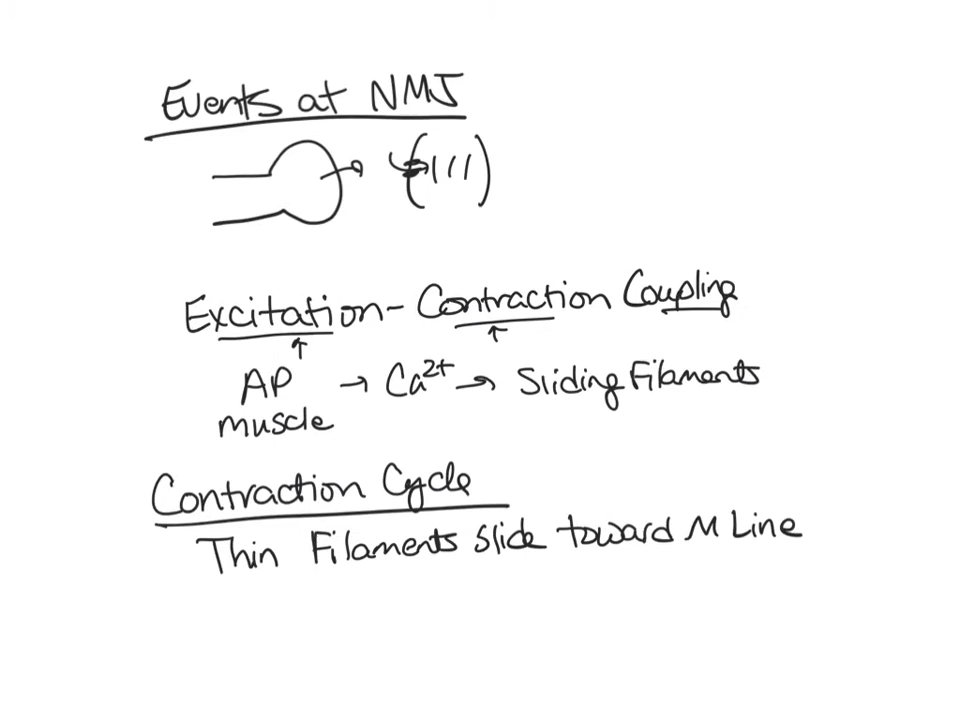 Events at NMJ
Excitation - Contraction Coupling
AP → Ca²⁺ → Sliding Filaments
muscle
Contraction Cycle
Thin Filaments slide toward M Line